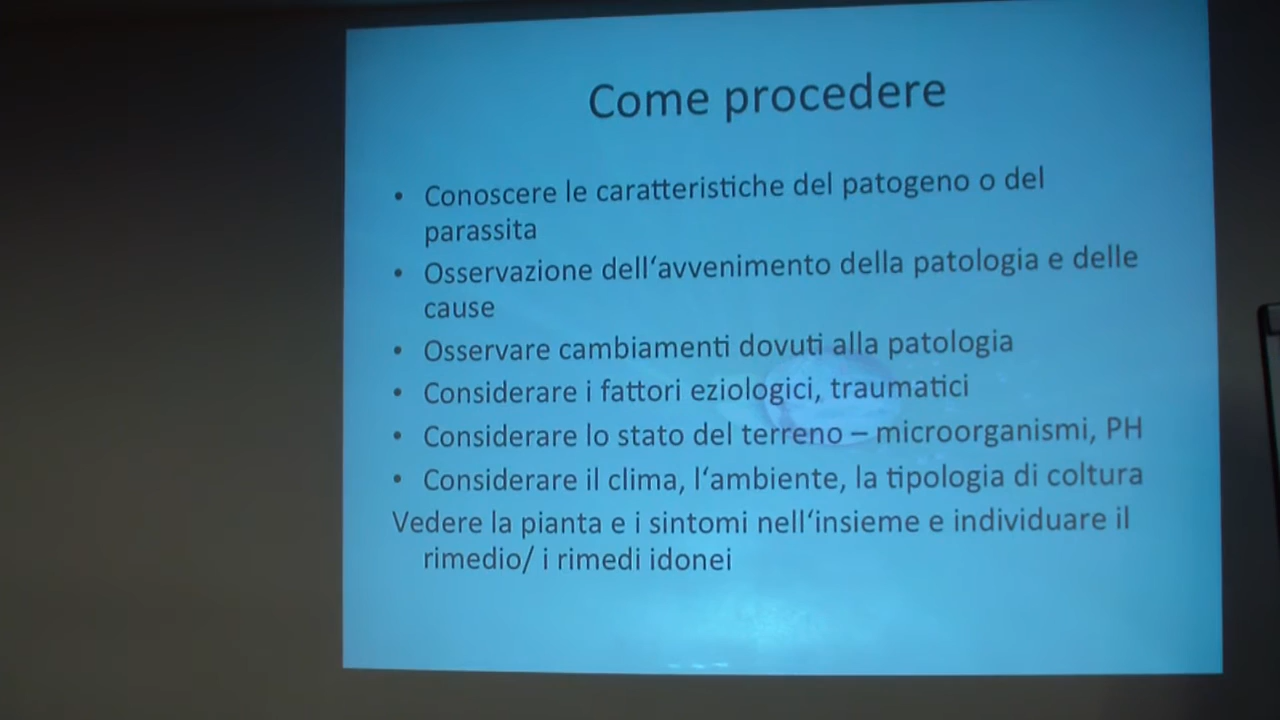 Come procedere
• Conoscere le caratteristiche del patogeno o del
parassita
• Osservazione dell‘avvenimento della patologia e delle
cause
• Osservare cambiamenti dovuti alla patologia
• Considerare i fattori eziologici, traumatici
• Considerare lo stato del terreno – microorganismi, PH
• Considerare il clima, l‘ambiente, la tipologia di coltura
Vedere la pianta e i sintomi nell‘insieme e individuare il
rimedio/ i rimedi idonei